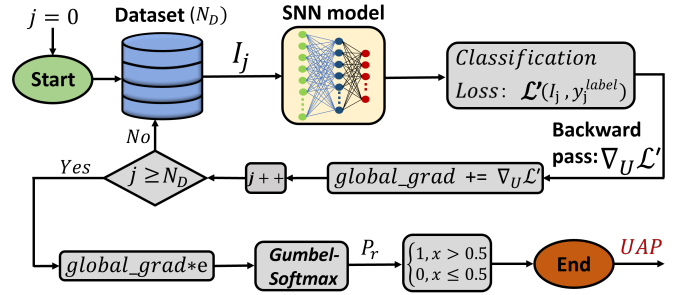 j = 0
Dataset (N_D)
SNN model
Start
I_j
Classification
Loss: ℒ′(I_j , y_j^label)
No
Backward
pass: ∇_U ℒ′
Yes
j ≥ N_D
j++
global_grad += ∇_U ℒ′
global_grad*e
Gumbel-
Softmax
P_r
{1, x > 0.5
0, x ≤ 0.5
End
UAP